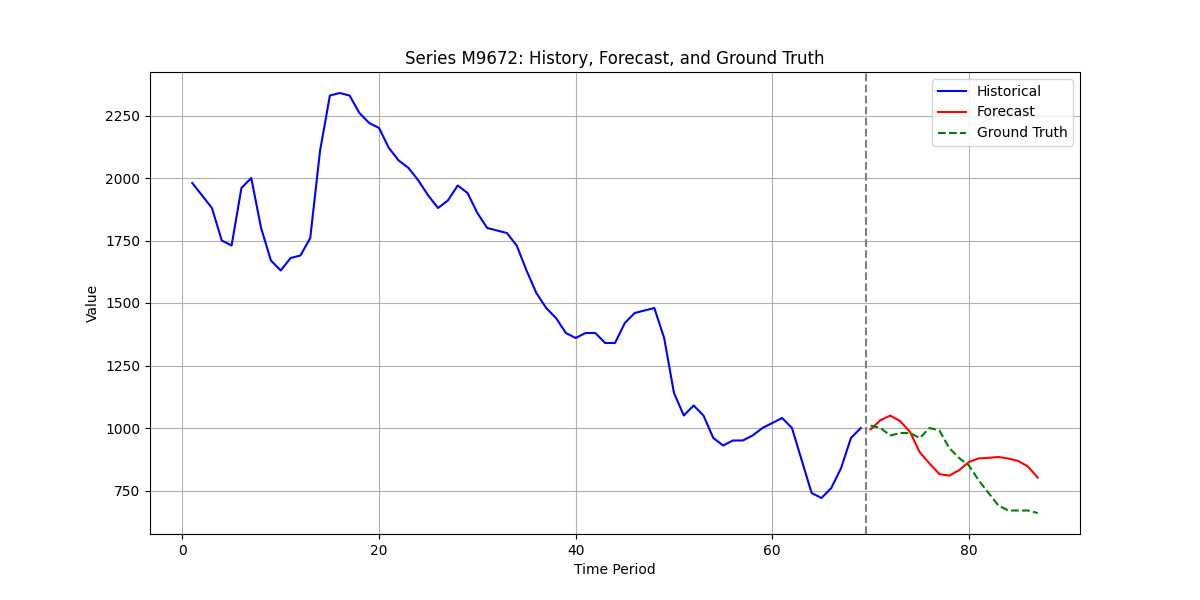 Series M9672: History, Forecast, and Ground Truth
Historical
Forecast
Ground Truth
Value
2250
2000
1750
1500
1250
1000
750
0
20
40
60
80
Time Period